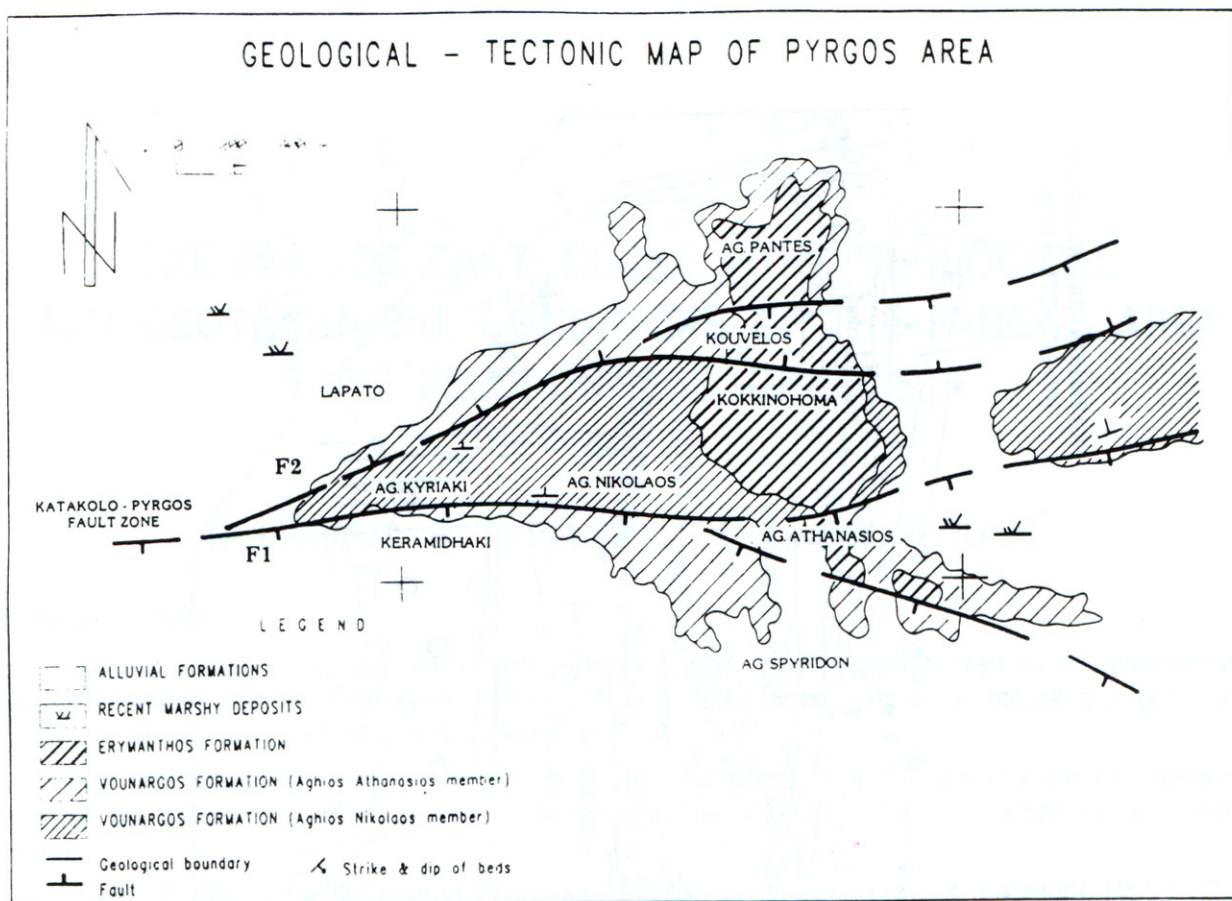 GEOLOGICAL - TECTONIC MAP OF PYRGOS AREA
N
AG. PANTES
KOUVELOS
LAPATO
KOKKINOHOMA
F2
AG. KYRIAKI
AG. NIKOLAOS
KATAKOLO - PYRGOS
FAULT ZONE
F1
KERAMIDHAKI
AG. ATHANASIOS
AG SPYRIDON
LEGEND
ALLUVIAL FORMATIONS
RECENT MARSHY DEPOSITS
ERYMANTHOS FORMATION
VOUNARGOS FORMATION (Aghios Athanasios member)
VOUNARGOS FORMATION (Aghios Nikolaos member)
Geological boundary
Strike & dip of beds
Fault